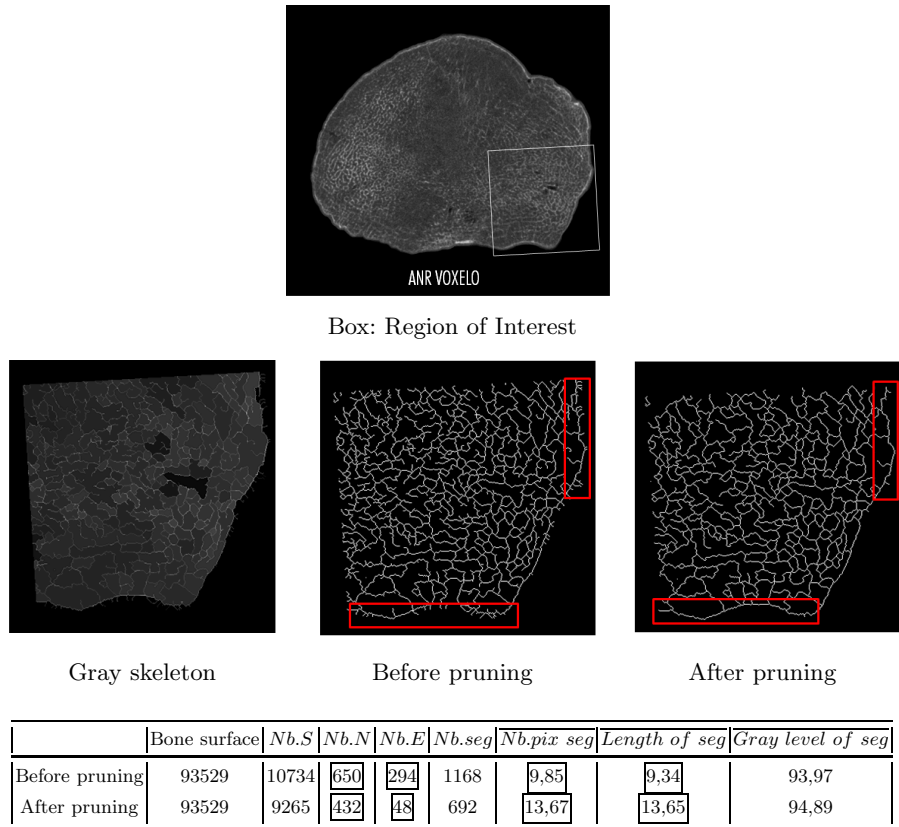 ANR VOXELO
Box: Region of Interest
Gray skeleton Before pruning After pruning
Bone surface Nb.S Nb.N Nb.E Nb.seg Nb.pix seg Length of seg Gray level of seg
Before pruning 93529 10734 650 294 1168 9,85 9,34 93,97
After pruning 93529 9265 432 48 692 13,67 13,65 94,89